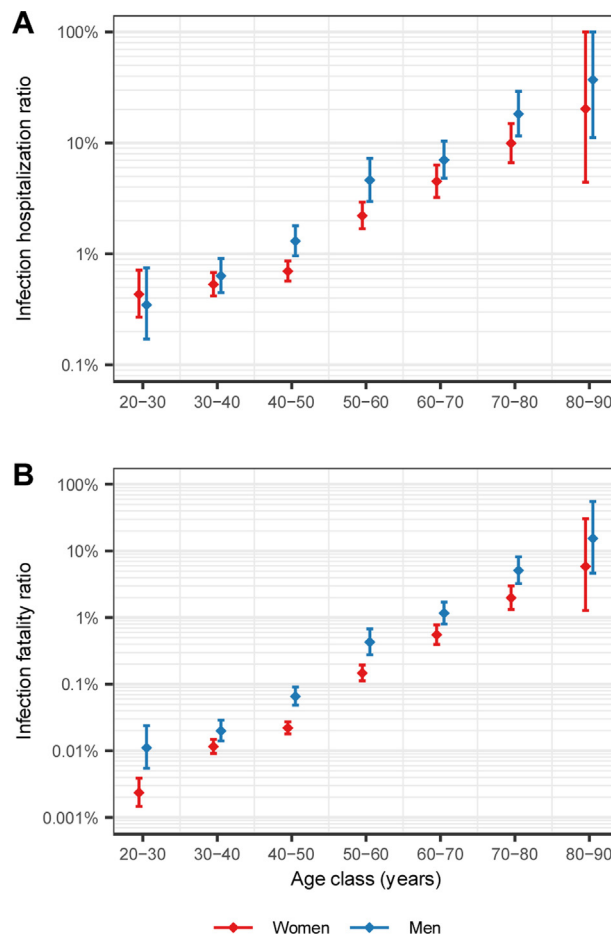 A
Infection hospitalization ratio
100%
10%
1%
0.1%
20−30 30−40 40−50 50−60 60−70 70−80 80−90
B
Infection fatality ratio
100%
10%
1%
0.1%
0.01%
0.001%
20−30 30−40 40−50 50−60 60−70 70−80 80−90
Age class (years)
Women Men